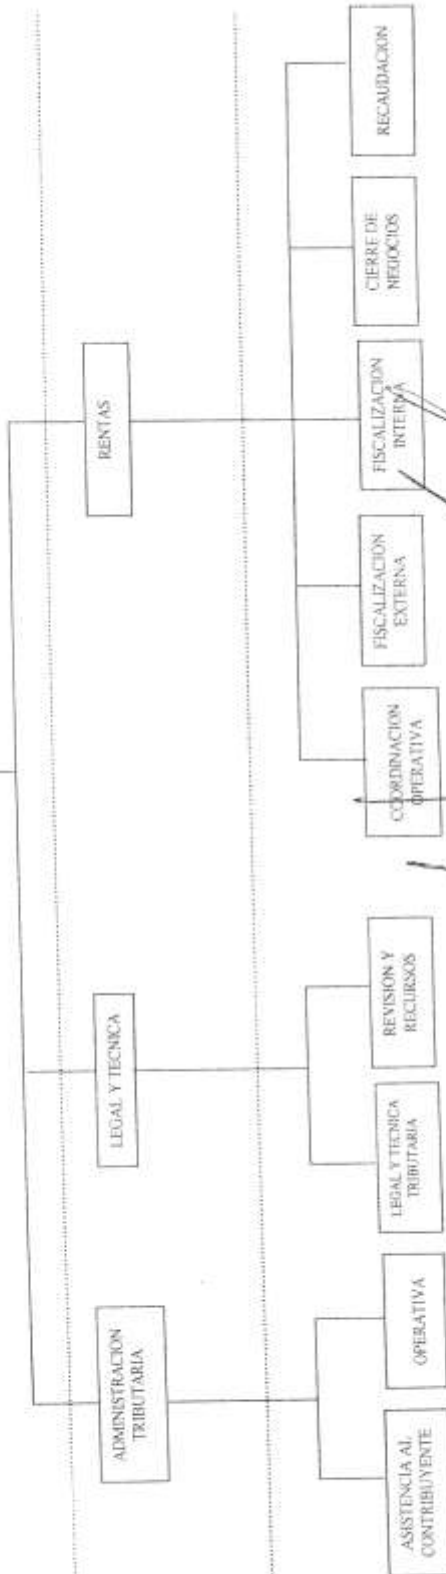 ADMINISTRACION
TRIBUTARIA
LEGAL Y TECNICA
RENTAS
ASISTENCIA AL
CONTRIBUYENTE
OPERATIVA
LEGAL Y TECNICA
TRIBUTARIA
REVISION Y
RECURSOS
COORDINACION
OPERATIVA
FISCALIZACION
EXTERNA
FISCALIZACION
INTERNA
CIERRE DE
NEGOCIOS
RECAUDACION